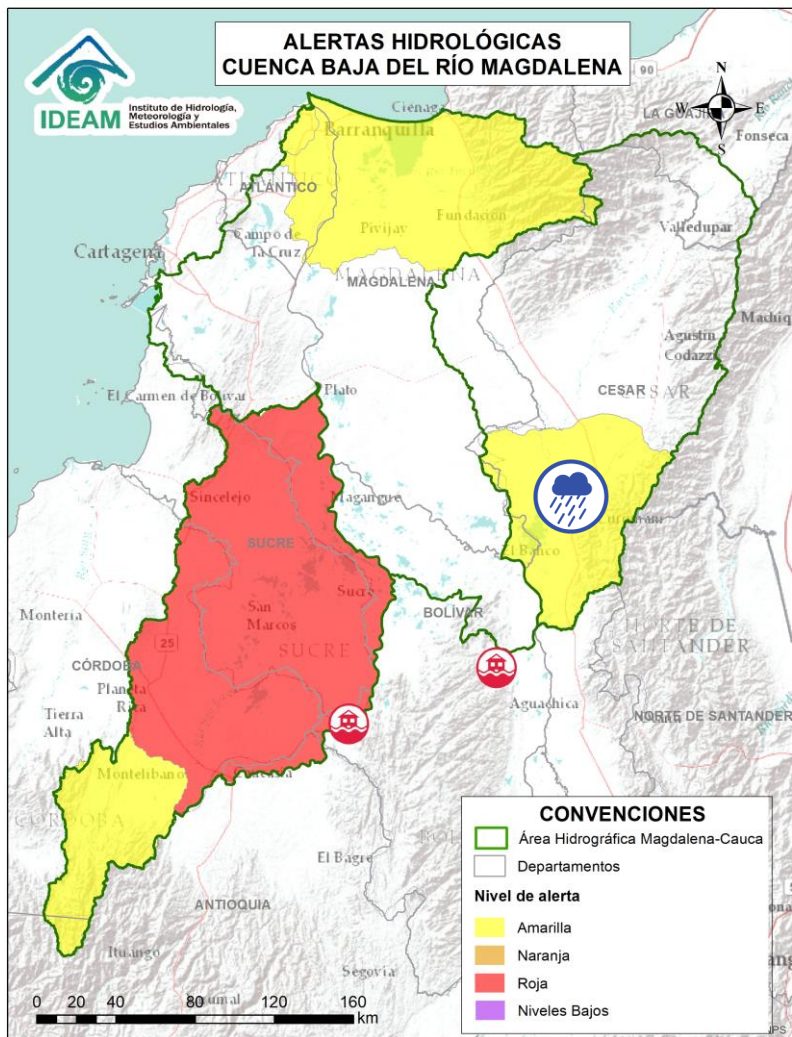 ALERTAS HIDROLÓGICAS
CUENCA BAJA DEL RÍO MAGDALENA
IDEAM
Instituto de Hidrología,
Meteorología y
Estudios Ambientales
N
W
E
S
90
Ciénaga
LA GUAJIRA
Barranquilla
Fonseca
ATLÁNTICO
Pivijay
Fundación
Valledupar
Cartagena
Campo de
la Cruz
MAGDALENA
MAGDALENA
Agustín
Codazzi
CESAR
CESAR
El Carmen de Bolívar
Plato
Sincelejo
Magangué
SUCRE
El Banco
Sucre
BOLÍVAR
San
Marcos
Montería
SUCRE
NORTE DE
SANTANDER
25
CÓRDOBA
Planeta
Rica
Aguachica
Tierra
Alta
NORTE DE SANTANDER
Montelíbano
CÓRDOBA
El Bagre
ANTIOQUIA
Ituango
Segovia
CONVENCIONES
Área Hidrográfica Magdalena-Cauca
Departamentos
Nivel de alerta
Amarilla
Naranja
Roja
Niveles Bajos
0 20 40 80 120 160
km